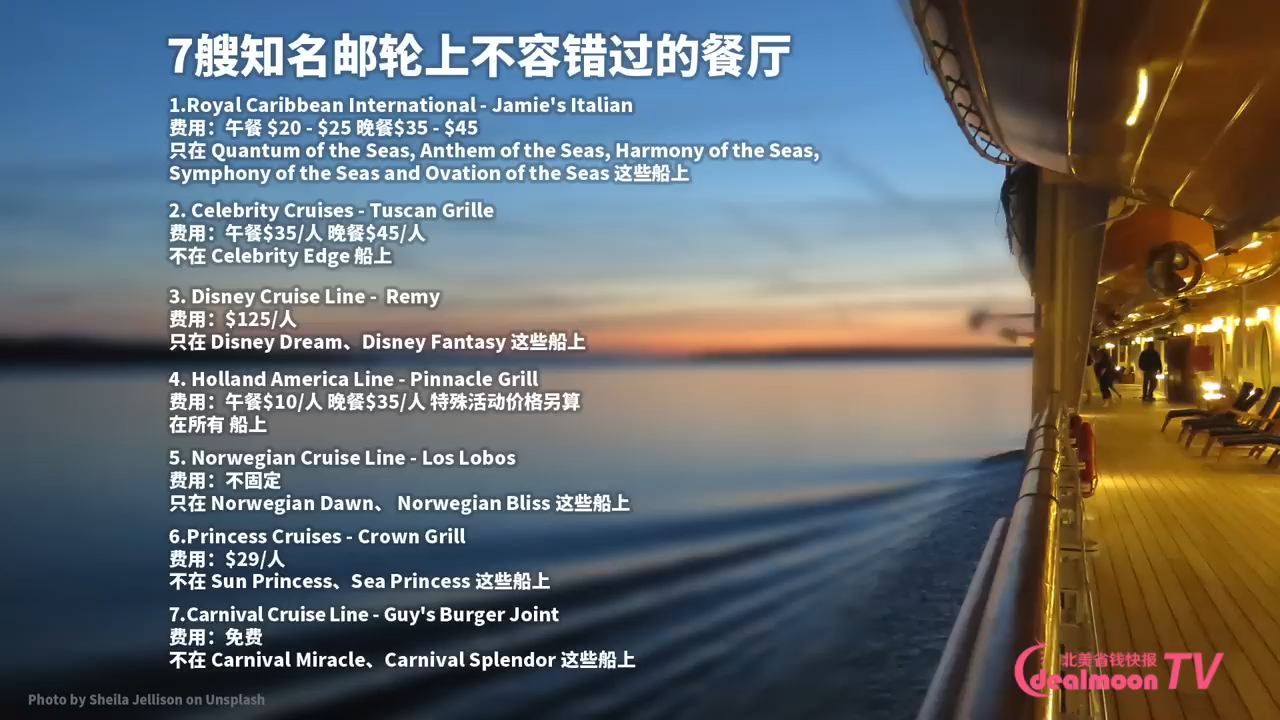 7艘知名邮轮上不容错过的餐厅
1.Royal Caribbean International - Jamie's Italian
费用：午餐 $20 - $25 晚餐$35 - $45
只在 Quantum of the Seas, Anthem of the Seas, Harmony of the Seas,
Symphony of the Seas and Ovation of the Seas 这些船上
2. Celebrity Cruises - Tuscan Grille
费用：午餐$35/人 晚餐$45/人
不在 Celebrity Edge 船上
3. Disney Cruise Line -  Remy
费用：$125/人
只在 Disney Dream、Disney Fantasy 这些船上
4. Holland America Line - Pinnacle Grill
费用：午餐$10/人 晚餐$35/人 特殊活动价格另算
在所有 船上
5. Norwegian Cruise Line - Los Lobos
费用：不固定
只在 Norwegian Dawn、 Norwegian Bliss 这些船上
6.Princess Cruises - Crown Grill
费用：$29/人
不在 Sun Princess、Sea Princess 这些船上
7.Carnival Cruise Line - Guy's Burger Joint
费用：免费
不在 Carnival Miracle、Carnival Splendor 这些船上
Photo by Sheila Jellison on Unsplash
北美省钱快报
dealmoon TV